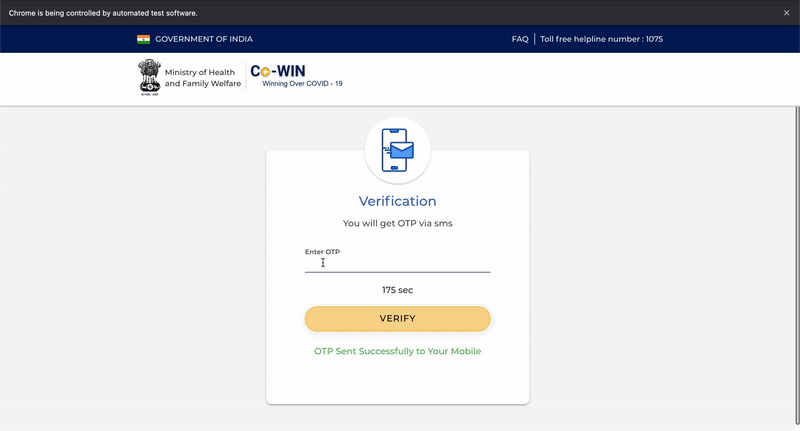 Chrome is being controlled by automated test software.
GOVERNMENT OF INDIA
FAQ
Toll free helpline number : 1075
Ministry of Health
and Family Welfare
Co-WIN
Winning Over COVID - 19
Verification
You will get OTP via sms
Enter OTP
175 sec
VERIFY
OTP Sent Successfully to Your Mobile